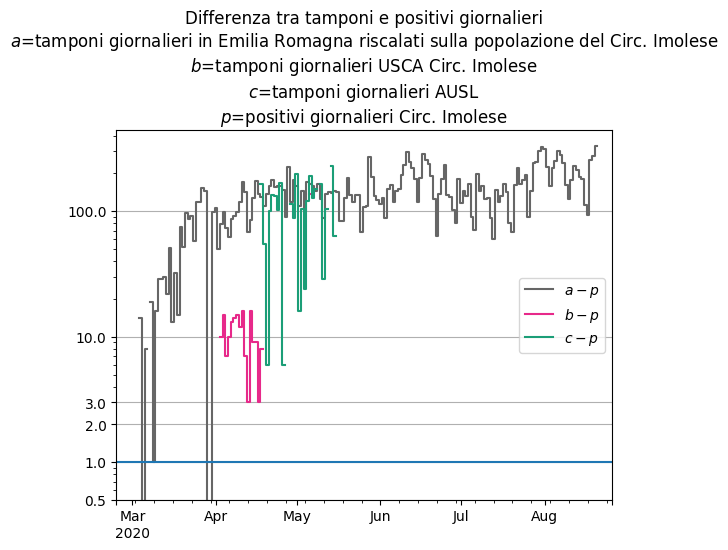 Differenza tra tamponi e positivi giornalieri
a=tamponi giornalieri in Emilia Romagna riscalati sulla popolazione del Circ. Imolese
b=tamponi giornalieri USCA Circ. Imolese
c=tamponi giornalieri AUSL
p=positivi giornalieri Circ. Imolese
100.0
10.0
3.0
2.0
1.0
0.5
a − p
b − p
c − p
Mar Apr May Jun Jul Aug
2020